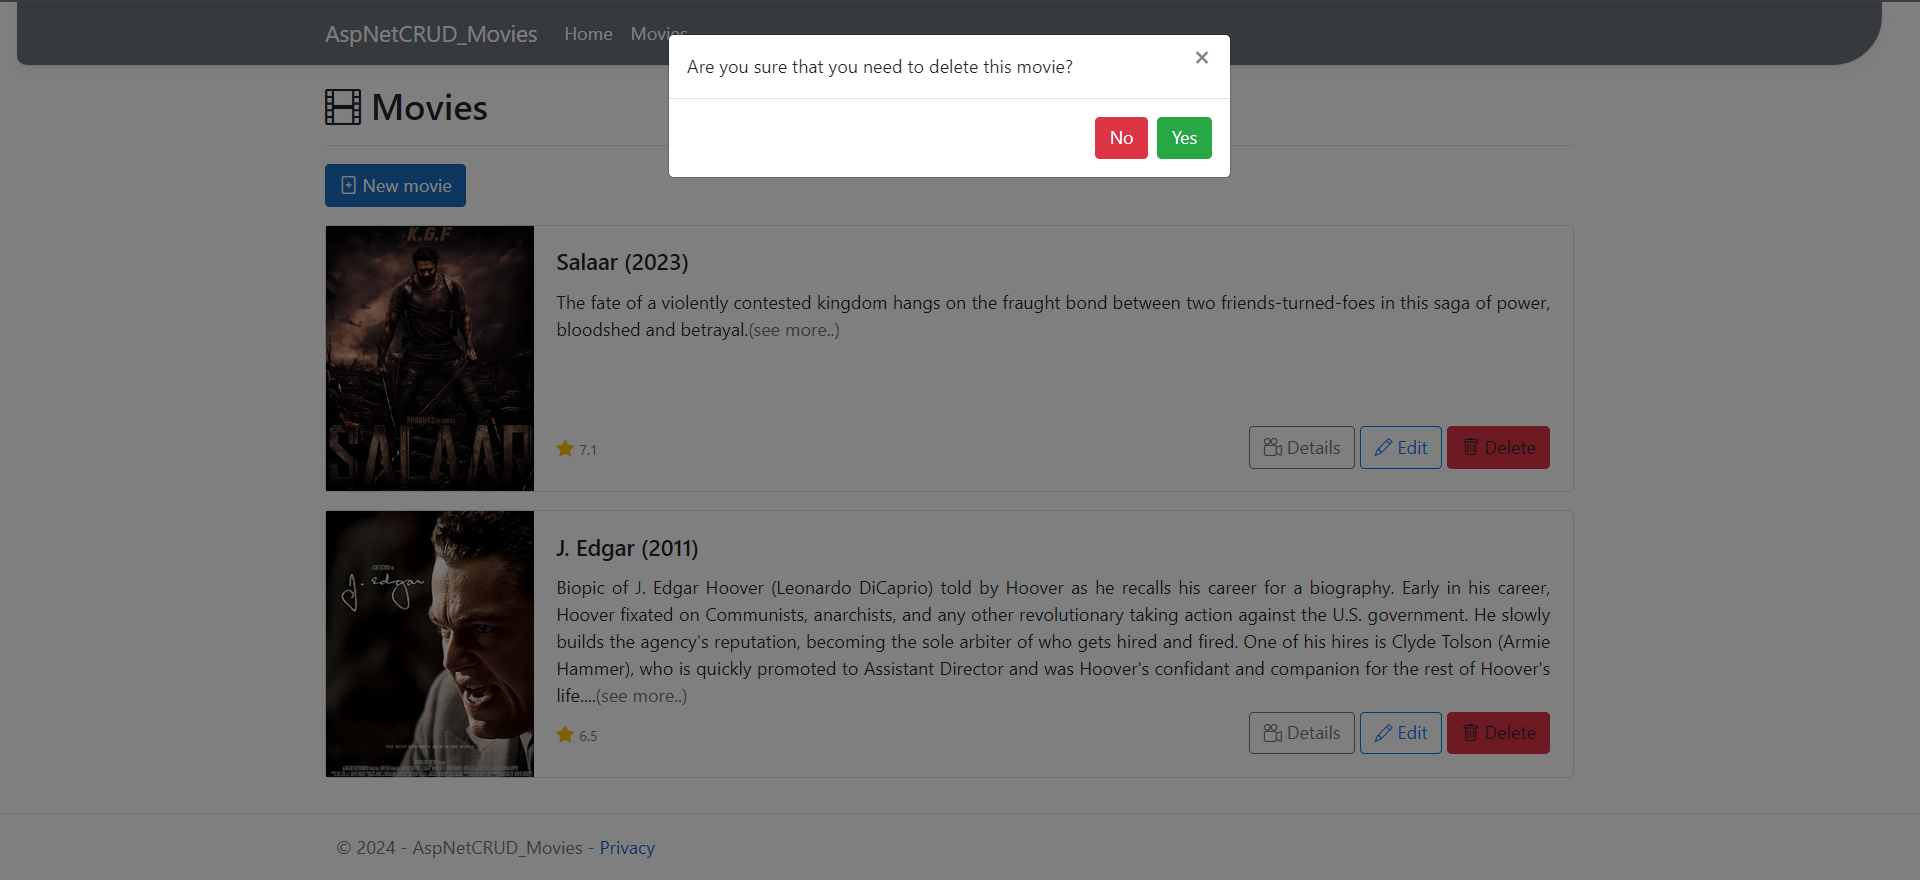 AspNetCRUD_Movies Home Movies
Are you sure that you need to delete this movie? ×
No Yes
Movies
New movie
K.G.F
SALAAR
Salaar (2023)
The fate of a violently contested kingdom hangs on the fraught bond between two friends-turned-foes in this saga of power,
bloodshed and betrayal.(see more..)
7.1
Details Edit Delete
J. Edgar
J. Edgar (2011)
Biopic of J. Edgar Hoover (Leonardo DiCaprio) told by Hoover as he recalls his career for a biography. Early in his career,
Hoover fixated on Communists, anarchists, and any other revolutionary taking action against the U.S. government. He slowly
builds the agency's reputation, becoming the sole arbiter of who gets hired and fired. One of his hires is Clyde Tolson (Armie
Hammer), who is quickly promoted to Assistant Director and was Hoover's confidant and companion for the rest of Hoover's
life....(see more..)
6.5
Details Edit Delete
© 2024 - AspNetCRUD_Movies - Privacy